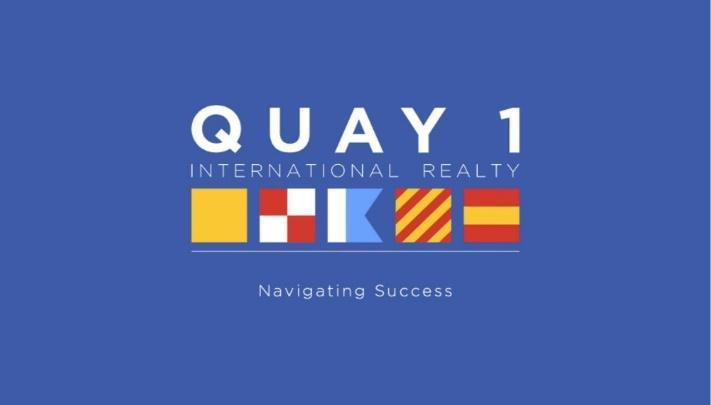 QUAY 1
INTERNATIONAL REALTY
Navigating Success